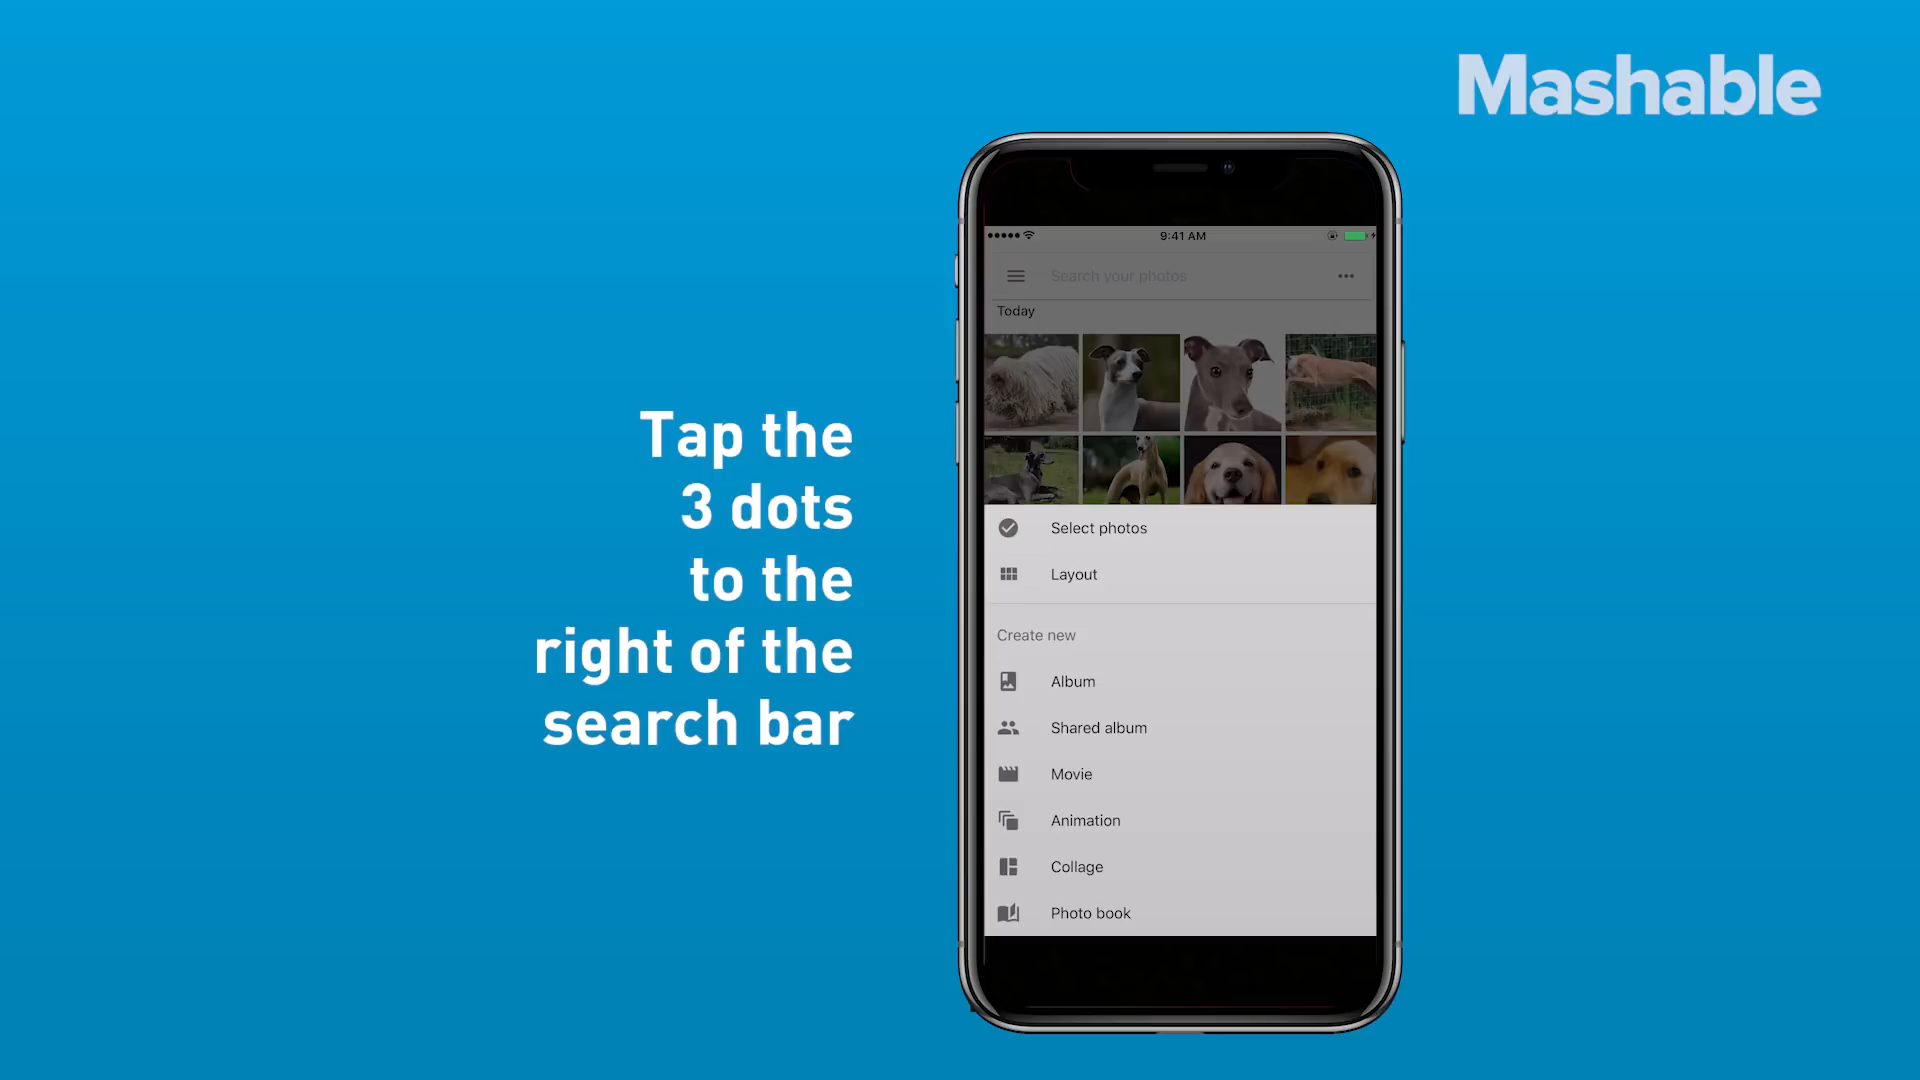 Mashable
Tap the
3 dots
to the
right of the
search bar
9:41 AM
Search your photos
Today
Select photos
Layout
Create new
Album
Shared album
Movie
Animation
Collage
Photo book